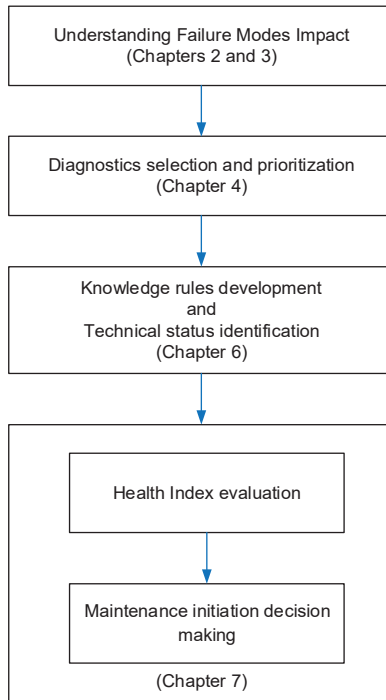 Understanding Failure Modes Impact
(Chapters 2 and 3)
Diagnostics selection and prioritization
(Chapter 4)
Knowledge rules development
and
Technical status identification
(Chapter 6)
Health Index evaluation
Maintenance initiation decision
making
(Chapter 7)